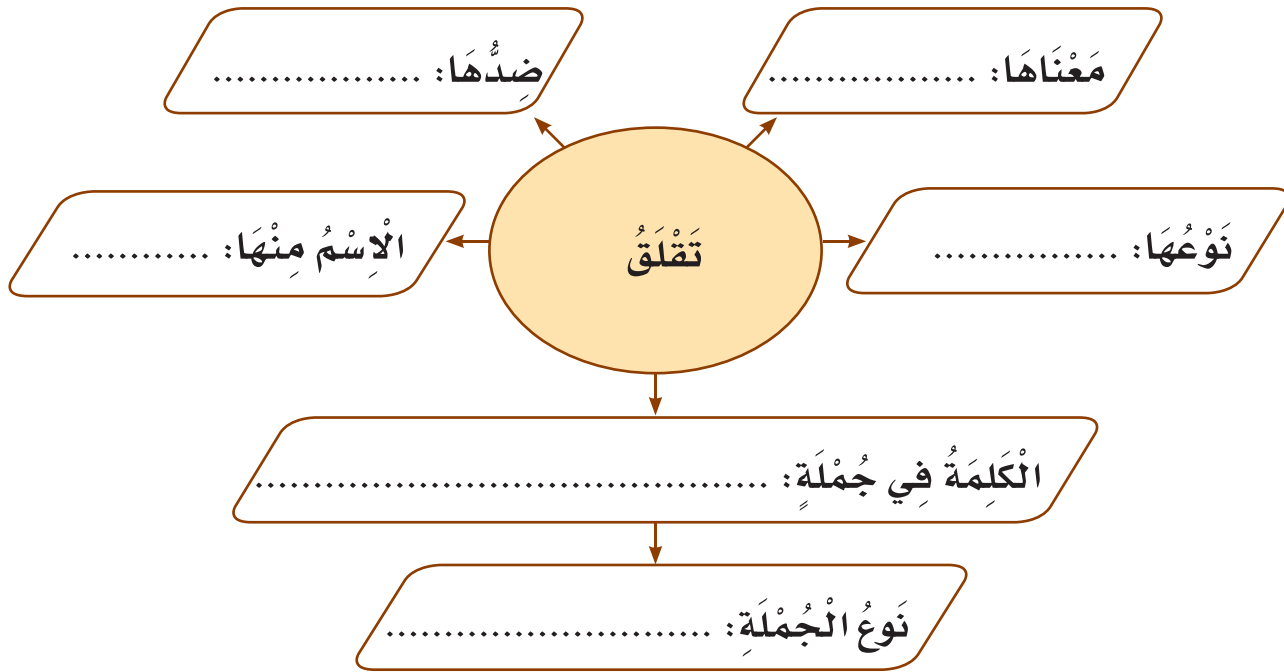 مَعْنَاهَا: ..................
ضِدُّهَا: ..................
نَوْعُهَا: ................
تَقْلَقُ
الْاِسْمُ مِنْهَا: ............
الْكَلِمَةُ فِي جُمْلَةٍ: .............................................
نَوعُ الْجُمْلَةِ: ............................